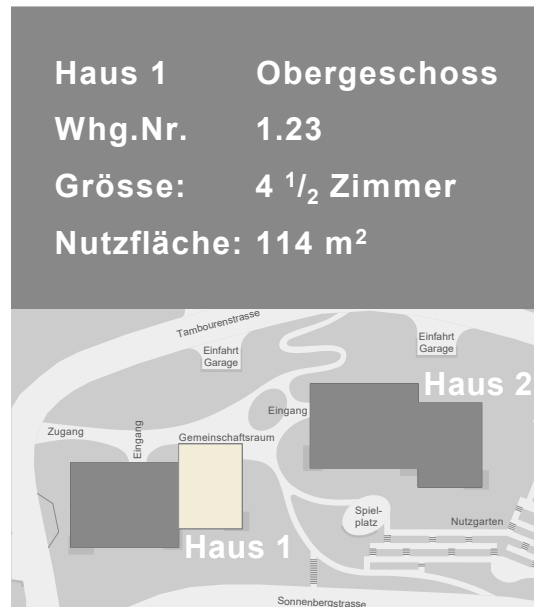 Haus 1 Obergeschoss
Whg.Nr. 1.23
Grösse: 4 1/2 Zimmer
Nutzfläche: 114 m²
Tambourenstrasse
Einfahrt
Garage
Einfahrt
Garage
Haus 2
Eingang
Zugang
Eingang
Gemeinschaftsraum
Spiel-
platz
Nutzgarten
Haus 1
Sonnenbergstrasse